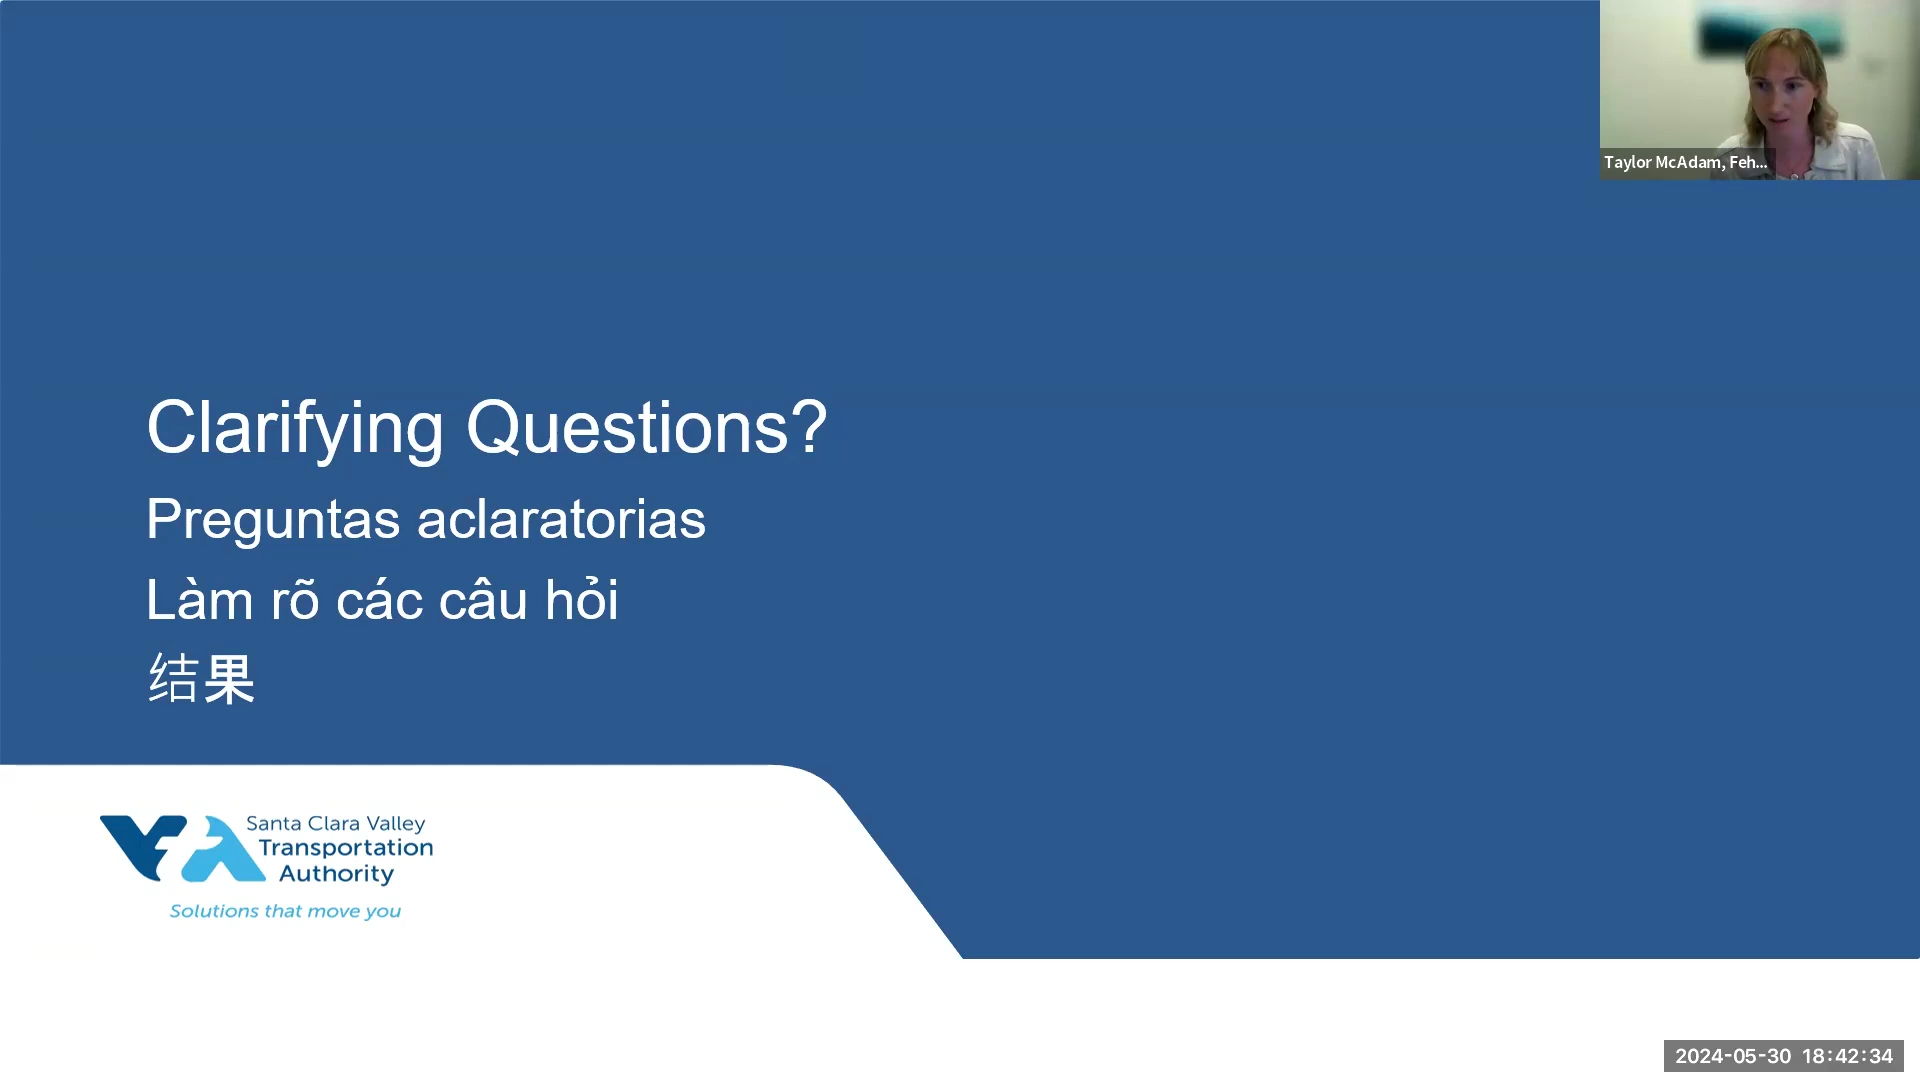 Taylor McAdam, Feh...
Clarifying Questions?
Preguntas aclaratorias
Làm rõ các câu hỏi
结果
Santa Clara Valley
Transportation
Authority
Solutions that move you
2024-05-30 18:42:34